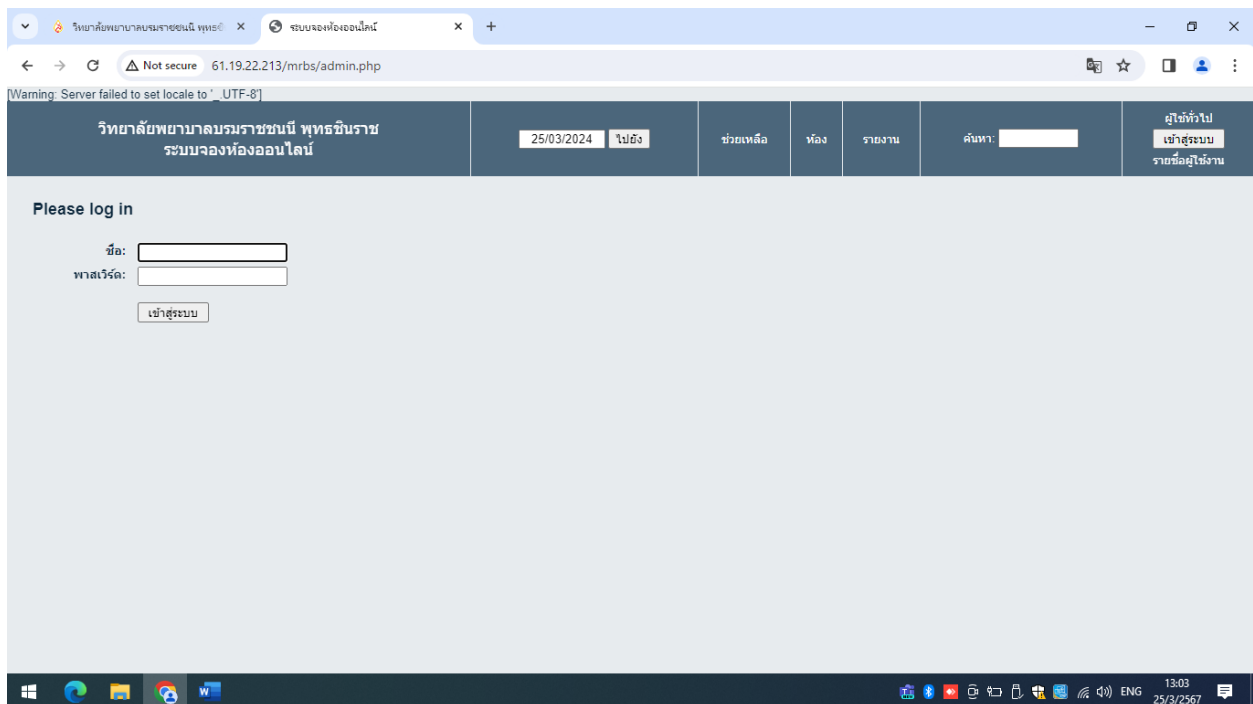 วิทยาลัยพยาบาลบรมราชชนนี พุทธชิ
ระบบจองห้องออนไลน์
Not secure 61.19.22.213/mrbs/admin.php
[Warning: Server failed to set locale to '_.UTF-8']
วิทยาลัยพยาบาลบรมราชชนนี พุทธชินราช
ระบบจองห้องออนไลน์
25/03/2024 ไปยัง
ช่วยเหลือ
ห้อง
รายงาน
ค้นหา:
ผู้ใช้ทั่วไป
เข้าสู่ระบบ
รายชื่อผู้ใช้งาน
Please log in
ชื่อ:
พาสเวิร์ด:
เข้าสู่ระบบ
ENG
13:03
25/3/2567